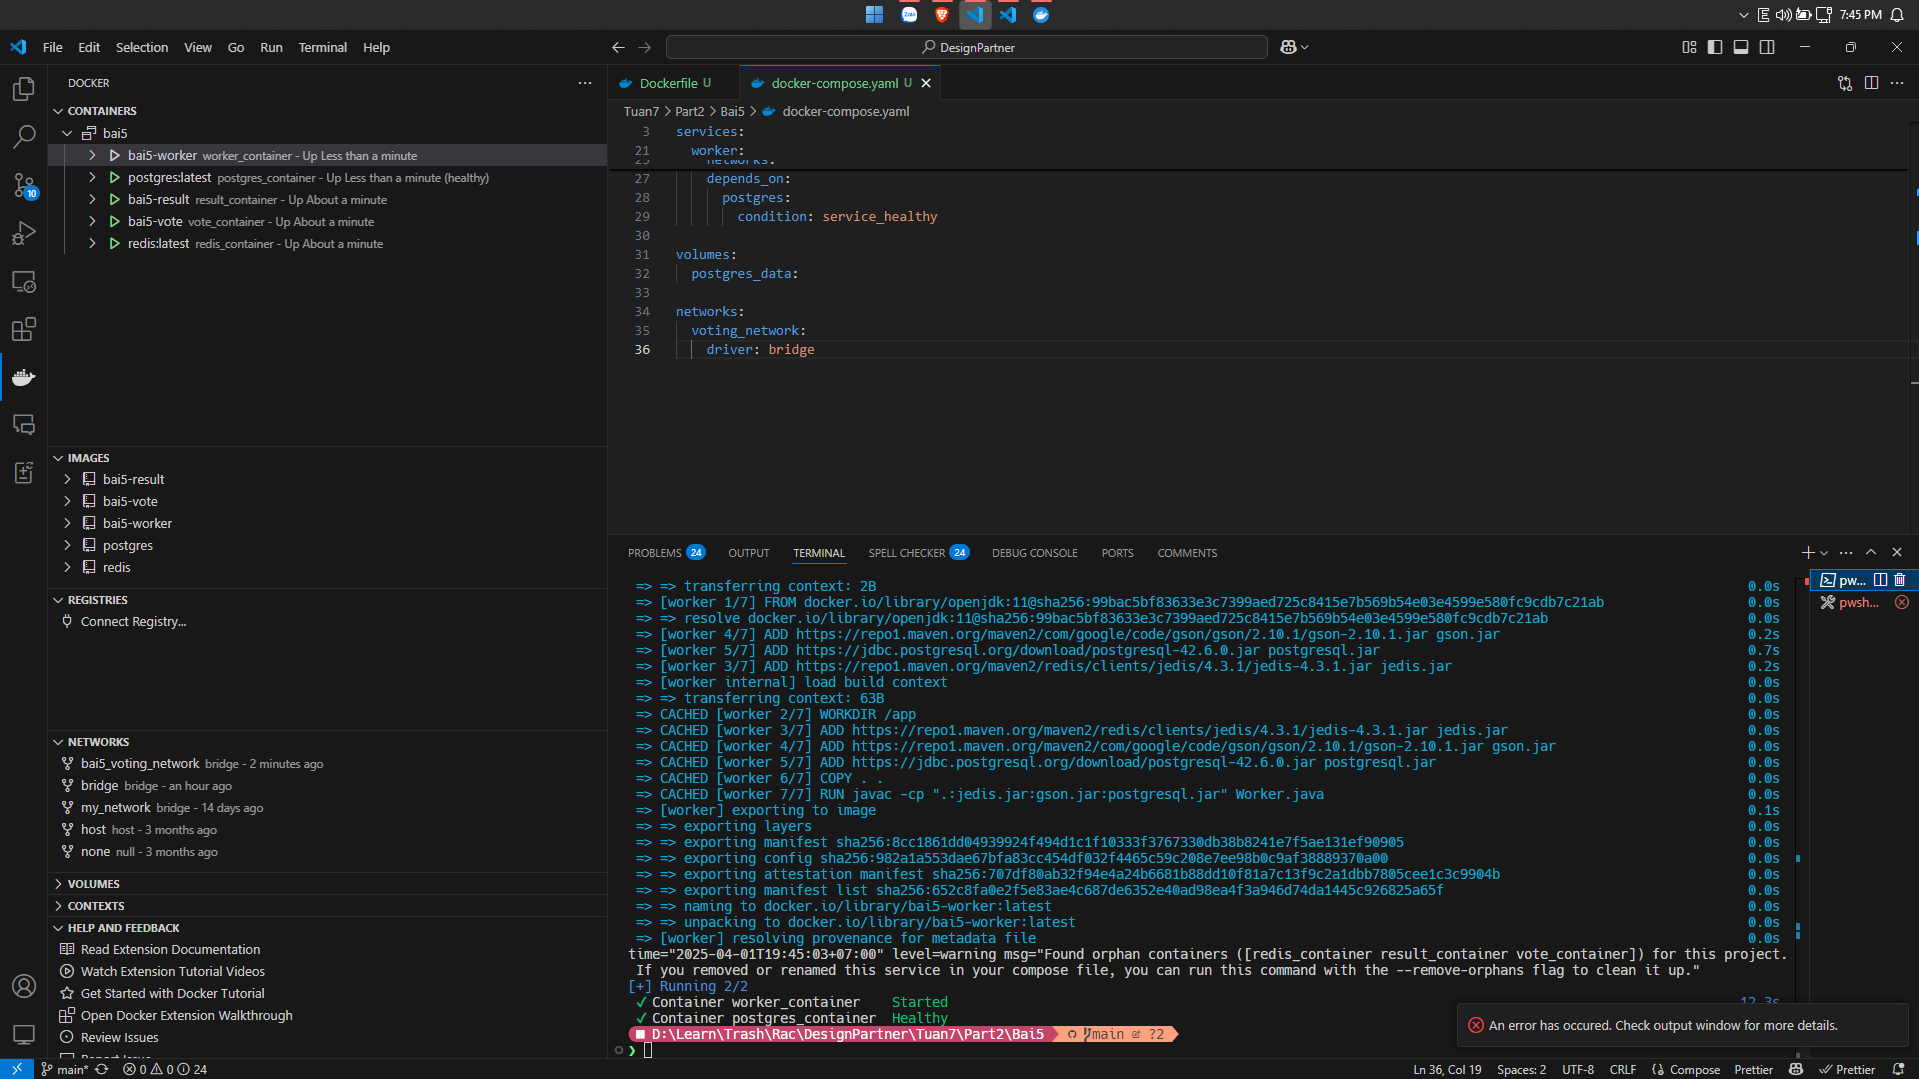 Zalo
7:45 PM
File Edit Selection View Go Run Terminal Help
DesignPartner
DOCKER
CONTAINERS
bai5
bai5-worker worker_container - Up Less than a minute
postgres:latest postgres_container - Up Less than a minute (healthy)
bai5-result result_container - Up About a minute
bai5-vote vote_container - Up About a minute
redis:latest redis_container - Up About a minute
10
IMAGES
bai5-result
bai5-vote
bai5-worker
postgres
redis
REGISTRIES
Connect Registry...
NETWORKS
bai5_voting_network bridge - 2 minutes ago
bridge bridge - an hour ago
my_network bridge - 14 days ago
host host - 3 months ago
none null - 3 months ago
VOLUMES
CONTEXTS
HELP AND FEEDBACK
Read Extension Documentation
Watch Extension Tutorial Videos
Get Started with Docker Tutorial
Open Docker Extension Walkthrough
Review Issues
Dockerfile U docker-compose.yaml U
Tuan7 > Part2 > Bai5 > docker-compose.yaml
3 services:
21 worker:
25 networks:
27 depends_on:
28 postgres:
29 condition: service_healthy
30
31 volumes:
32 postgres_data:
33
34 networks:
35 voting_network:
36 driver: bridge
PROBLEMS 24 OUTPUT TERMINAL SPELL CHECKER 24 DEBUG CONSOLE PORTS COMMENTS
pw...
pwsh...
=> => transferring context: 2B 0.0s
=> [worker 1/7] FROM docker.io/library/openjdk:11@sha256:99bac5bf83633e3c7399aed725c8415e7b569b54e03e4599e580fc9cdb7c21ab 0.0s
=> => resolve docker.io/library/openjdk:11@sha256:99bac5bf83633e3c7399aed725c8415e7b569b54e03e4599e580fc9cdb7c21ab 0.0s
=> [worker 4/7] ADD https://repo1.maven.org/maven2/com/google/code/gson/gson/2.10.1/gson-2.10.1.jar gson.jar 0.2s
=> [worker 5/7] ADD https://jdbc.postgresql.org/download/postgresql-42.6.0.jar postgresql.jar 0.7s
=> [worker 3/7] ADD https://repo1.maven.org/maven2/redis/clients/jedis/4.3.1/jedis-4.3.1.jar jedis.jar 0.2s
=> [worker internal] load build context 0.0s
=> => transferring context: 63B 0.0s
=> CACHED [worker 2/7] WORKDIR /app 0.0s
=> CACHED [worker 3/7] ADD https://repo1.maven.org/maven2/redis/clients/jedis/4.3.1/jedis-4.3.1.jar jedis.jar 0.0s
=> CACHED [worker 4/7] ADD https://repo1.maven.org/maven2/com/google/code/gson/gson/2.10.1/gson-2.10.1.jar gson.jar 0.0s
=> CACHED [worker 5/7] ADD https://jdbc.postgresql.org/download/postgresql-42.6.0.jar postgresql.jar 0.0s
=> CACHED [worker 6/7] COPY . . 0.0s
=> CACHED [worker 7/7] RUN javac -cp ".:jedis.jar:gson.jar:postgresql.jar" Worker.java 0.0s
=> [worker] exporting to image 0.1s
=> => exporting layers 0.0s
=> => exporting manifest sha256:8cc1861dd04939924f494d1c1f10333f3767330db38b8241e7f5ae131ef90905 0.0s
=> => exporting config sha256:982a1a553dae67bfa83cc454df032f4465c59c208e7ee98b0c9af38889370a00 0.0s
=> => exporting attestation manifest sha256:707df80ab32f94e4a24b6681b88dd10f81a7c13f9c2a1dbb7805cee1c3c9904b 0.0s
=> => exporting manifest list sha256:652c8fa0e2f5e83ae4c687de6352e40ad98ea4f3a946d74da1445c926825a65f 0.0s
=> => naming to docker.io/library/bai5-worker:latest 0.0s
=> => unpacking to docker.io/library/bai5-worker:latest 0.0s
=> [worker] resolving provenance for metadata file 0.0s
time="2025-04-01T19:45:03+07:00" level=warning msg="Found orphan containers ([redis_container result_container vote_container]) for this project.
If you removed or renamed this service in your compose file, you can run this command with the --remove-orphans flag to clean it up."
[+] Running 2/2
✓ Container worker_container Started 12.3s
✓ Container postgres_container Healthy
D:\Learn\Trash\Rac\DesignPartner\Tuan7\Part2\Bai5 main ?2
❯
An error has occured. Check output window for more details.
main* 0 0 24 Ln 36, Col 19 Spaces: 2 UTF-8 CRLF Compose Prettier Prettier